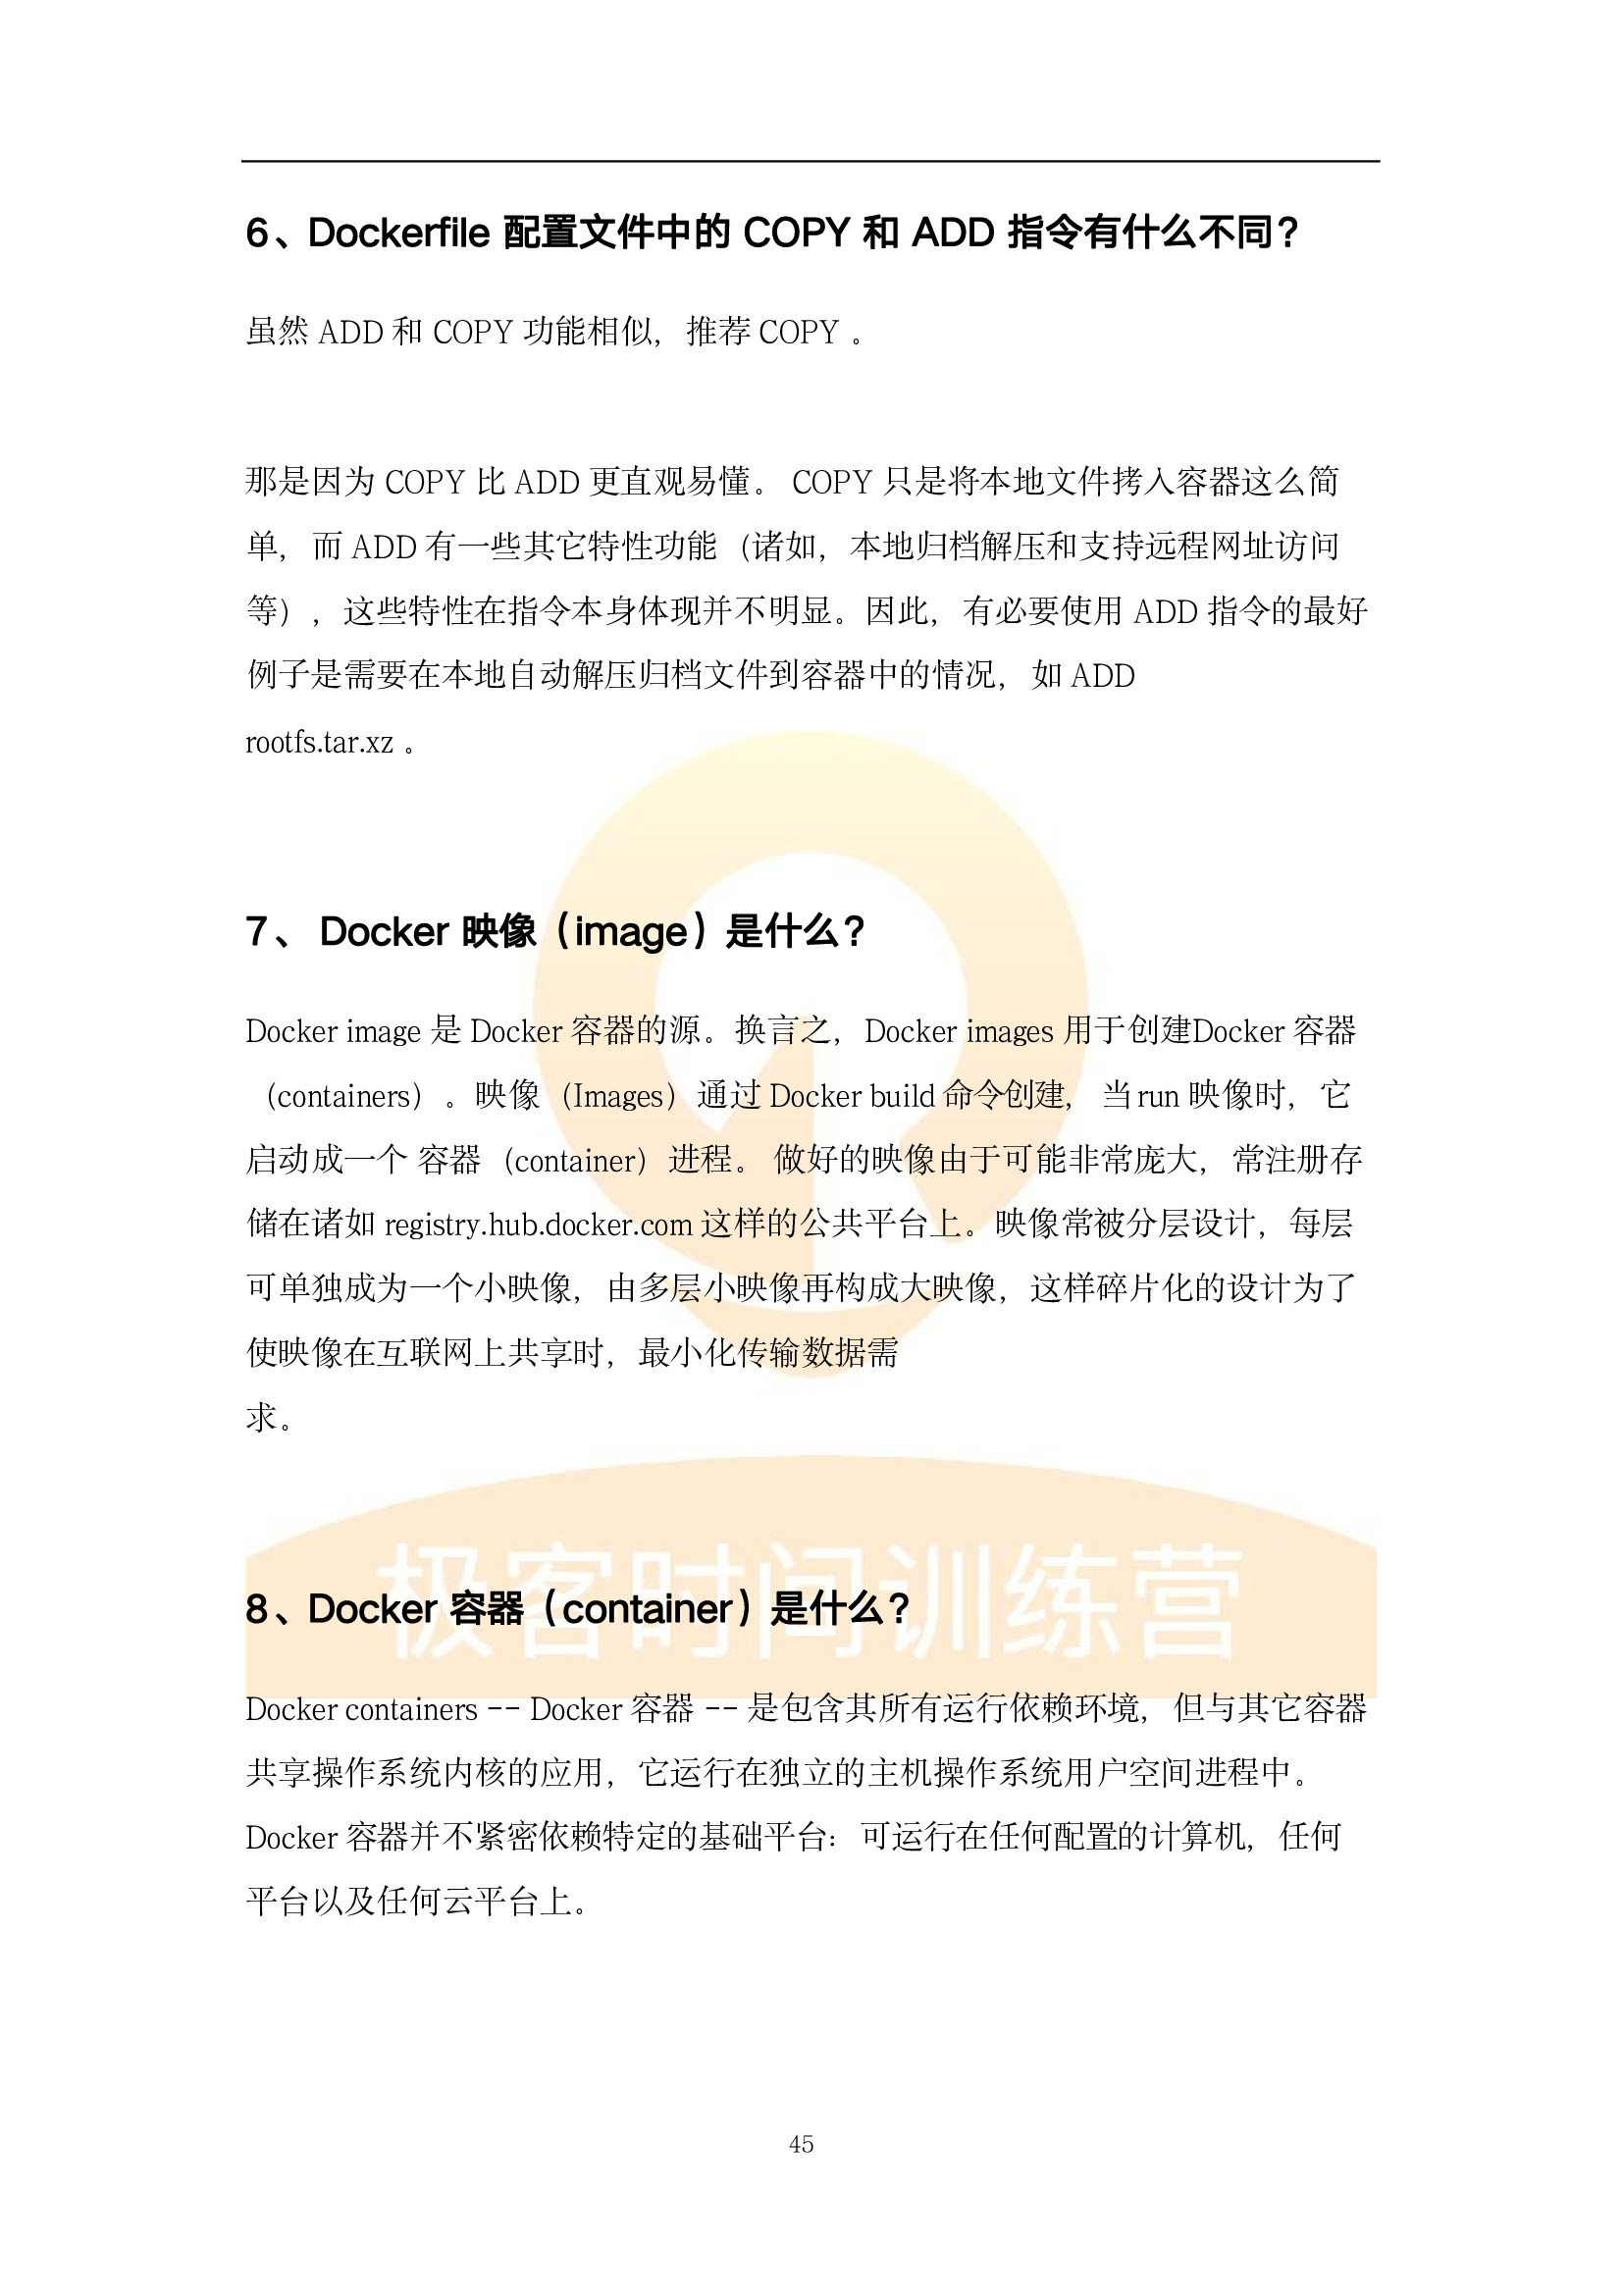 6、Dockerfile 配置文件中的 COPY 和 ADD 指令有什么不同？
虽然 ADD 和 COPY 功能相似，推荐 COPY 。
那是因为 COPY 比 ADD 更直观易懂。 COPY 只是将本地文件拷入容器这么简
单，而 ADD 有一些其它特性功能（诸如，本地归档解压和支持远程网址访问
等），这些特性在指令本身体现并不明显。因此，有必要使用 ADD 指令的最好
例子是需要在本地自动解压归档文件到容器中的情况，如 ADD
rootfs.tar.xz 。
7、 Docker 映像（image）是什么？
Docker image 是 Docker 容器的源。换言之，Docker images 用于创建Docker 容器
（containers）。映像（Images）通过 Docker build 命令创建， 当 run 映像时，它
启动成一个 容器（container）进程。 做好的映像由于可能非常庞大，常注册存
储在诸如 registry.hub.docker.com 这样的公共平台上。映像常被分层设计，每层
可单独成为一个小映像，由多层小映像再构成大映像，这样碎片化的设计为了
使映像在互联网上共享时，最小化传输数据需
求。
极客时间训练营
8、Docker 容器（container）是什么？
Docker containers -- Docker 容器 -- 是包含其所有运行依赖环境，但与其它容器
共享操作系统内核的应用，它运行在独立的主机操作系统用户空间进程中。
Docker 容器并不紧密依赖特定的基础平台：可运行在任何配置的计算机，任何
平台以及任何云平台上。
45